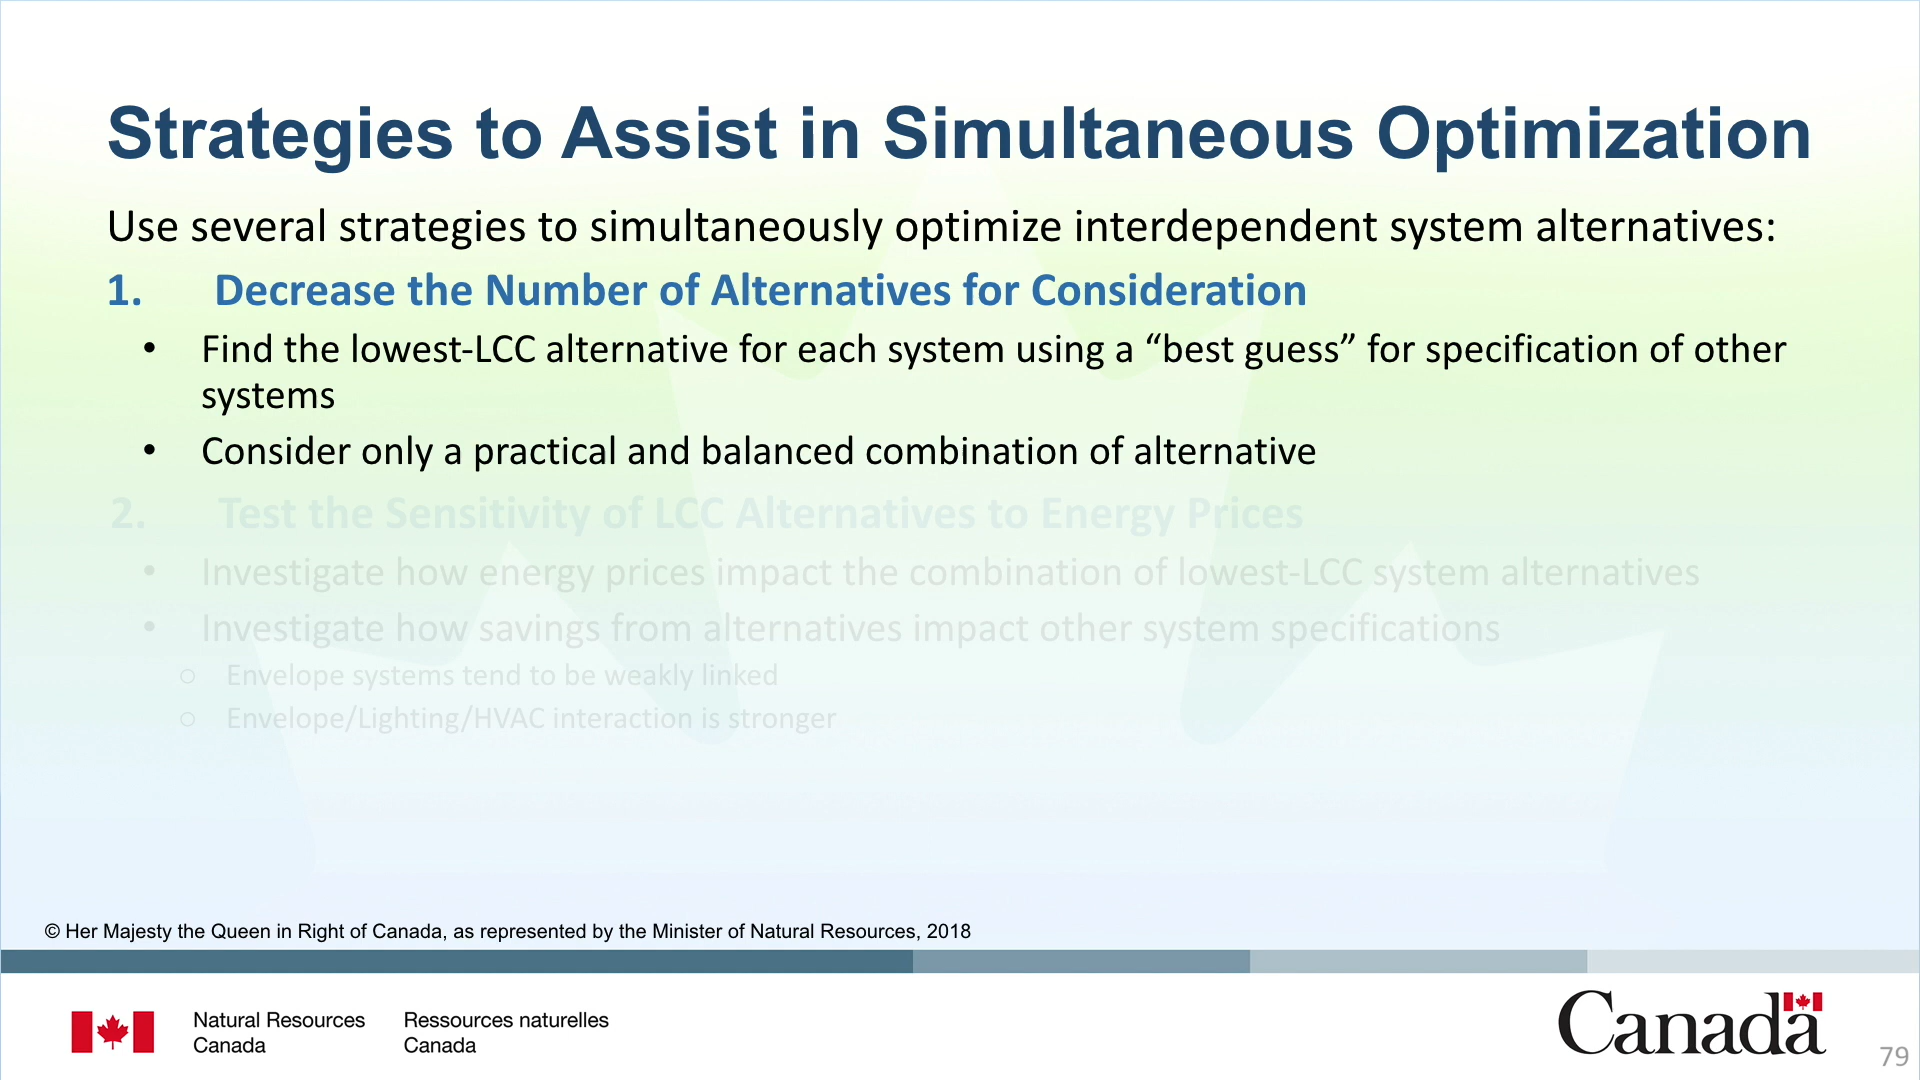 Strategies to Assist in Simultaneous Optimization
Use several strategies to simultaneously optimize interdependent system alternatives:
1. Decrease the Number of Alternatives for Consideration
• Find the lowest-LCC alternative for each system using a “best guess” for specification of other
systems
• Consider only a practical and balanced combination of alternative
2. Test the Sensitivity of LCC Alternatives to Energy Prices
• Investigate how energy prices impact the combination of lowest-LCC system alternatives
• Investigate how savings from alternatives impact other system specifications
○ Envelope systems tend to be weakly linked
○ Envelope/Lighting/HVAC interaction is stronger
© Her Majesty the Queen in Right of Canada, as represented by the Minister of Natural Resources, 2018
Natural Resources
Canada
Ressources naturelles
Canada
Canada
79